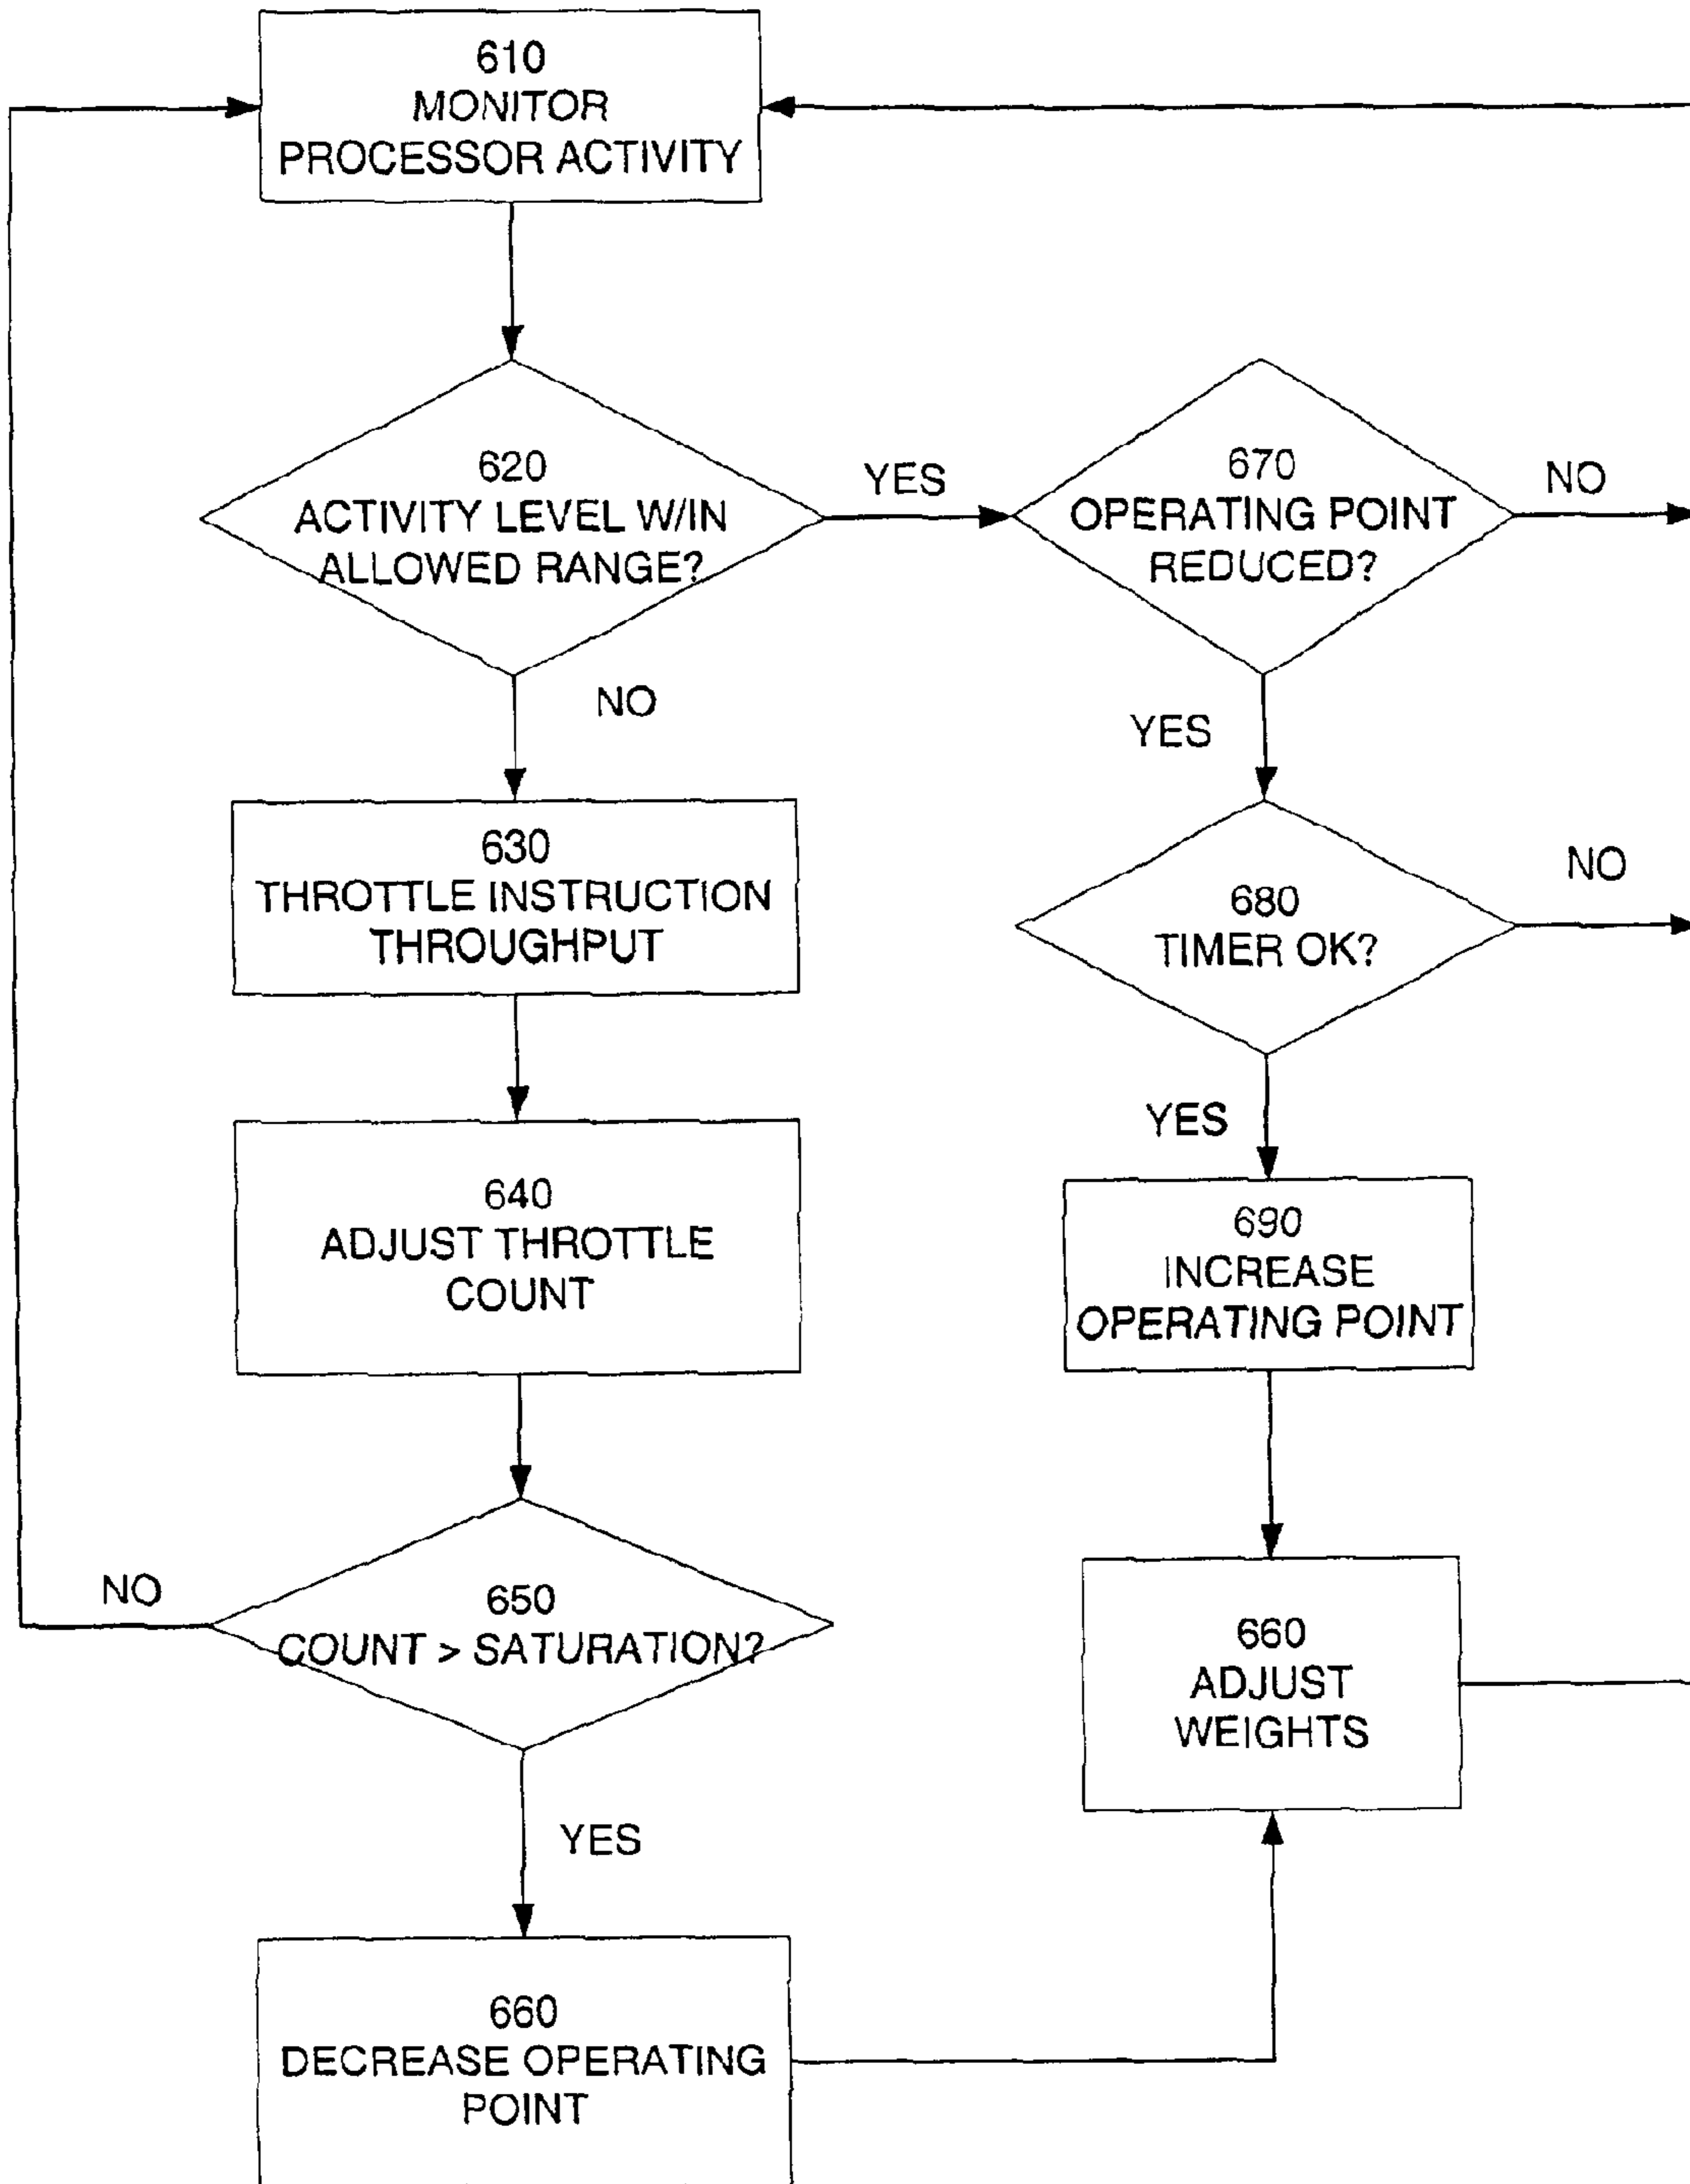 610
MONITOR
PROCESSOR ACTIVITY
620
ACTIVITY LEVEL W/IN
ALLOWED RANGE?
YES
670
OPERATING POINT
REDUCED?
NO
NO
YES
630
THROTTLE INSTRUCTION
THROUGHPUT
680
TIMER OK?
NO
YES
640
ADJUST THROTTLE
COUNT
690
INCREASE
OPERATING POINT
NO
650
COUNT > SATURATION?
660
ADJUST
WEIGHTS
YES
660
DECREASE OPERATING
POINT